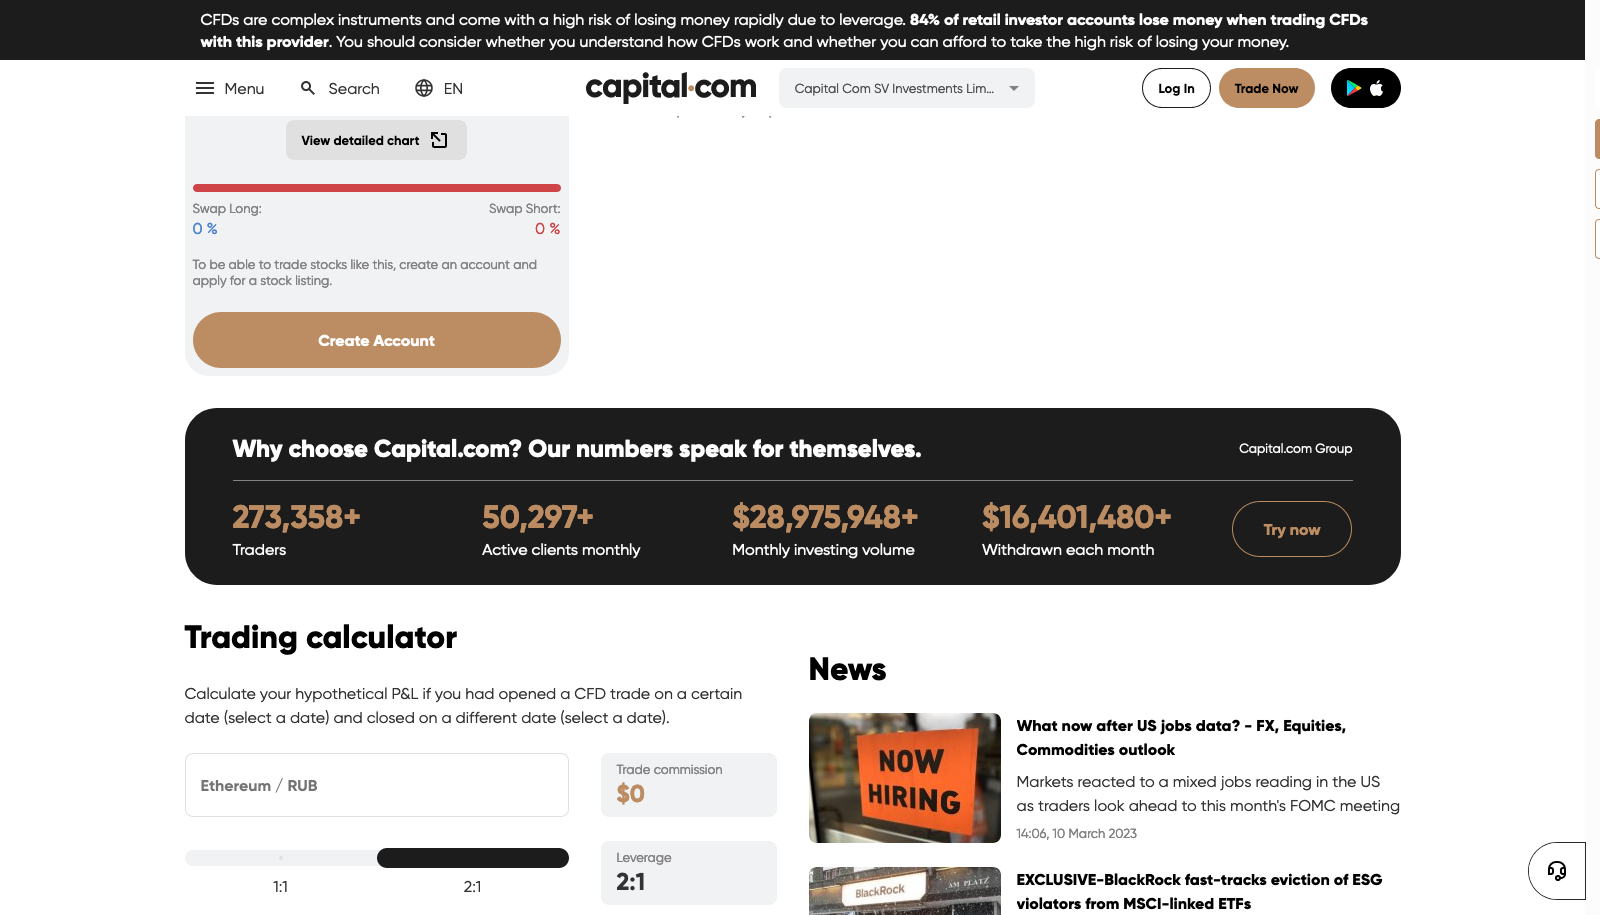 CFDs are complex instruments and come with a high risk of losing money rapidly due to leverage. 84% of retail investor accounts lose money when trading CFDs
with this provider. You should consider whether you understand how CFDs work and whether you can afford to take the high risk of losing your money.
Menu
Search
EN
capital·com
Capital Com SV Investments Lim...
Log In
Trade Now
View detailed chart
Swap Long:
Swap Short:
0 %
0 %
To be able to trade stocks like this, create an account and
apply for a stock listing.
Create Account
Why choose Capital.com? Our numbers speak for themselves.
Capital.com Group
273,358+
50,297+
$28,975,948+
$16,401,480+
Traders
Active clients monthly
Monthly investing volume
Withdrawn each month
Try now
Trading calculator
Calculate your hypothetical P&L if you had opened a CFD trade on a certain
date (select a date) and closed on a different date (select a date).
Ethereum / RUB
Trade commission
$0
1:1
2:1
Leverage
2:1
News
NOW
HIRING
What now after US jobs data? - FX, Equities,
Commodities outlook
Markets reacted to a mixed jobs reading in the US
as traders look ahead to this month's FOMC meeting
14:06, 10 March 2023
BlackRock
AM PLATZ
EXCLUSIVE-BlackRock fast-tracks eviction of ESG
violators from MSCI-linked ETFs